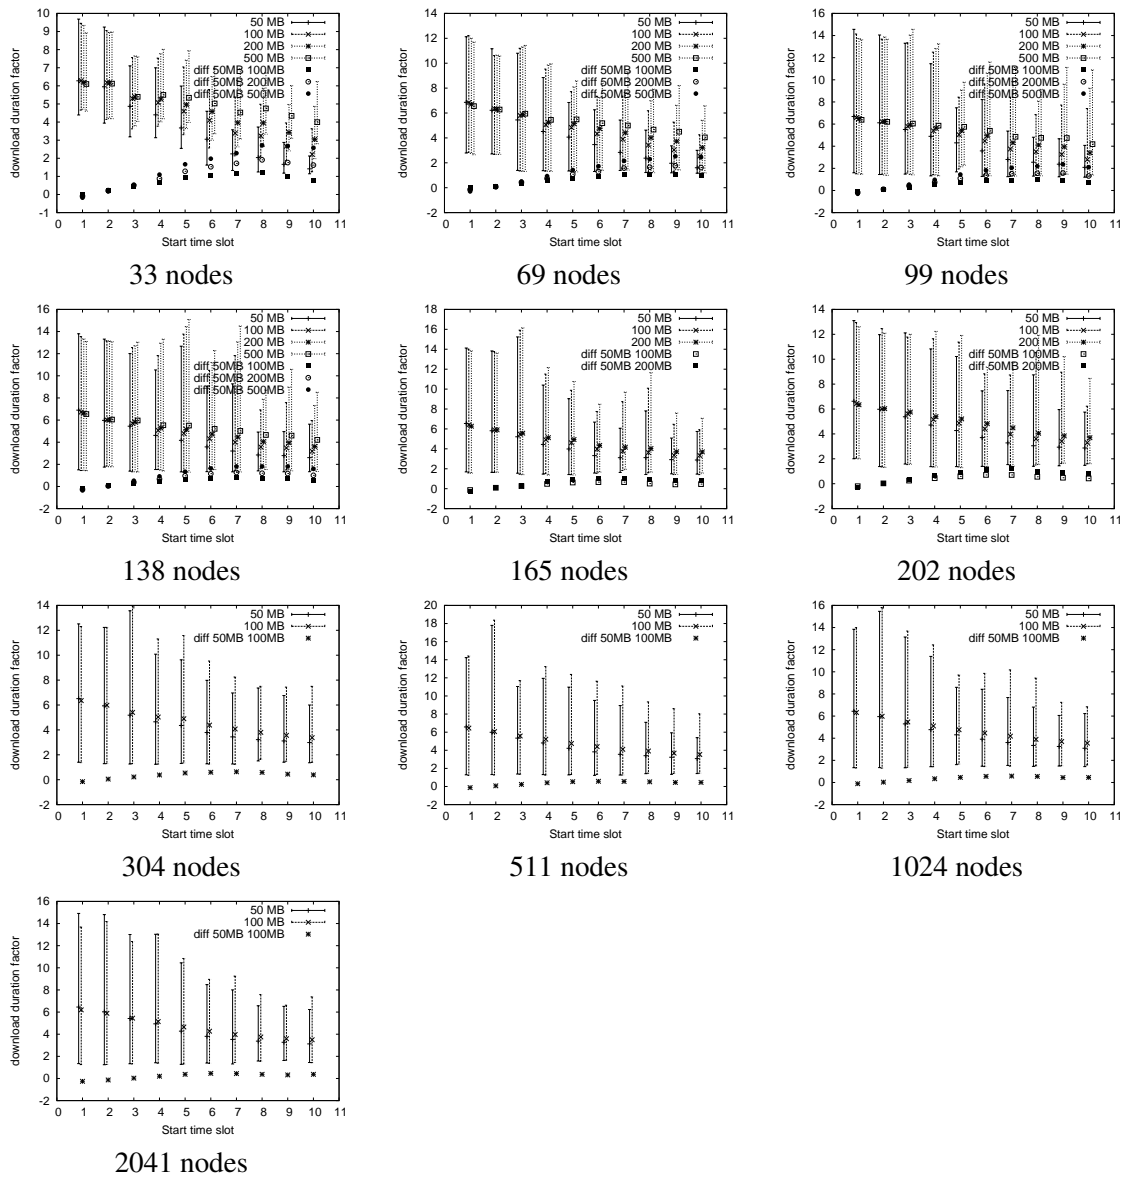 10
9
8
7
6
5
4
3
2
1
0
-1
download duration factor
50 MB
100 MB
200 MB
500 MB
diff 50MB 100MB
diff 50MB 200MB
diff 50MB 500MB
0 1 2 3 4 5 6 7 8 9 10 11
Start time slot
33 nodes
14
12
10
8
6
4
2
0
-2
download duration factor
50 MB
100 MB
200 MB
500 MB
diff 50MB 100MB
diff 50MB 200MB
diff 50MB 500MB
0 1 2 3 4 5 6 7 8 9 10 11
Start time slot
69 nodes
16
14
12
10
8
6
4
2
0
-2
download duration factor
50 MB
100 MB
200 MB
500 MB
diff 50MB 100MB
diff 50MB 200MB
diff 50MB 500MB
0 1 2 3 4 5 6 7 8 9 10 11
Start time slot
99 nodes
16
14
12
10
8
6
4
2
0
-2
download duration factor
50 MB
100 MB
200 MB
500 MB
diff 50MB 100MB
diff 50MB 200MB
diff 50MB 500MB
0 1 2 3 4 5 6 7 8 9 10 11
Start time slot
138 nodes
18
16
14
12
10
8
6
4
2
0
-2
download duration factor
50 MB
100 MB
200 MB
diff 50MB 100MB
diff 50MB 200MB
0 1 2 3 4 5 6 7 8 9 10 11
Start time slot
165 nodes
14
12
10
8
6
4
2
0
-2
download duration factor
50 MB
100 MB
200 MB
diff 50MB 100MB
diff 50MB 200MB
0 1 2 3 4 5 6 7 8 9 10 11
Start time slot
202 nodes
14
12
10
8
6
4
2
0
-2
download duration factor
50 MB
100 MB
diff 50MB 100MB
0 1 2 3 4 5 6 7 8 9 10 11
Start time slot
304 nodes
20
18
16
14
12
10
8
6
4
2
0
-2
download duration factor
50 MB
100 MB
diff 50MB 100MB
0 1 2 3 4 5 6 7 8 9 10 11
Start time slot
511 nodes
16
14
12
10
8
6
4
2
0
-2
download duration factor
50 MB
100 MB
diff 50MB 100MB
0 1 2 3 4 5 6 7 8 9 10 11
Start time slot
1024 nodes
16
14
12
10
8
6
4
2
0
-2
download duration factor
50 MB
100 MB
diff 50MB 100MB
0 1 2 3 4 5 6 7 8 9 10 11
Start time slot
2041 nodes